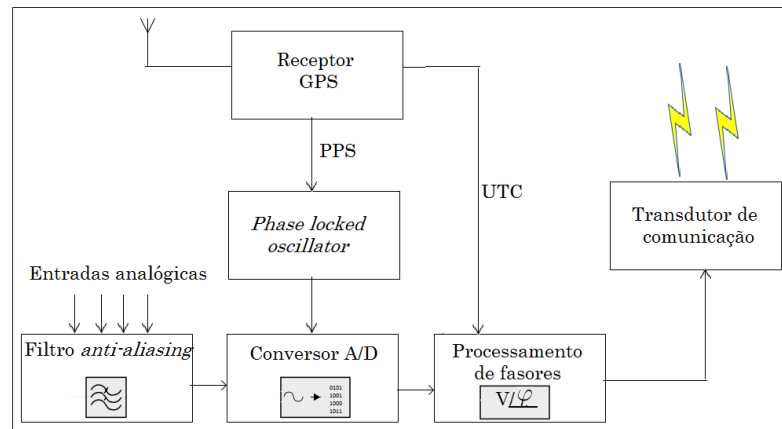 Receptor
GPS
PPS
UTC
Phase locked
oscillator
Transdutor de
comunicação
Entradas analógicas
Filtro anti-aliasing
Conversor A/D
0101
1001
1000
1011
Processamento
de fasores
V/φ